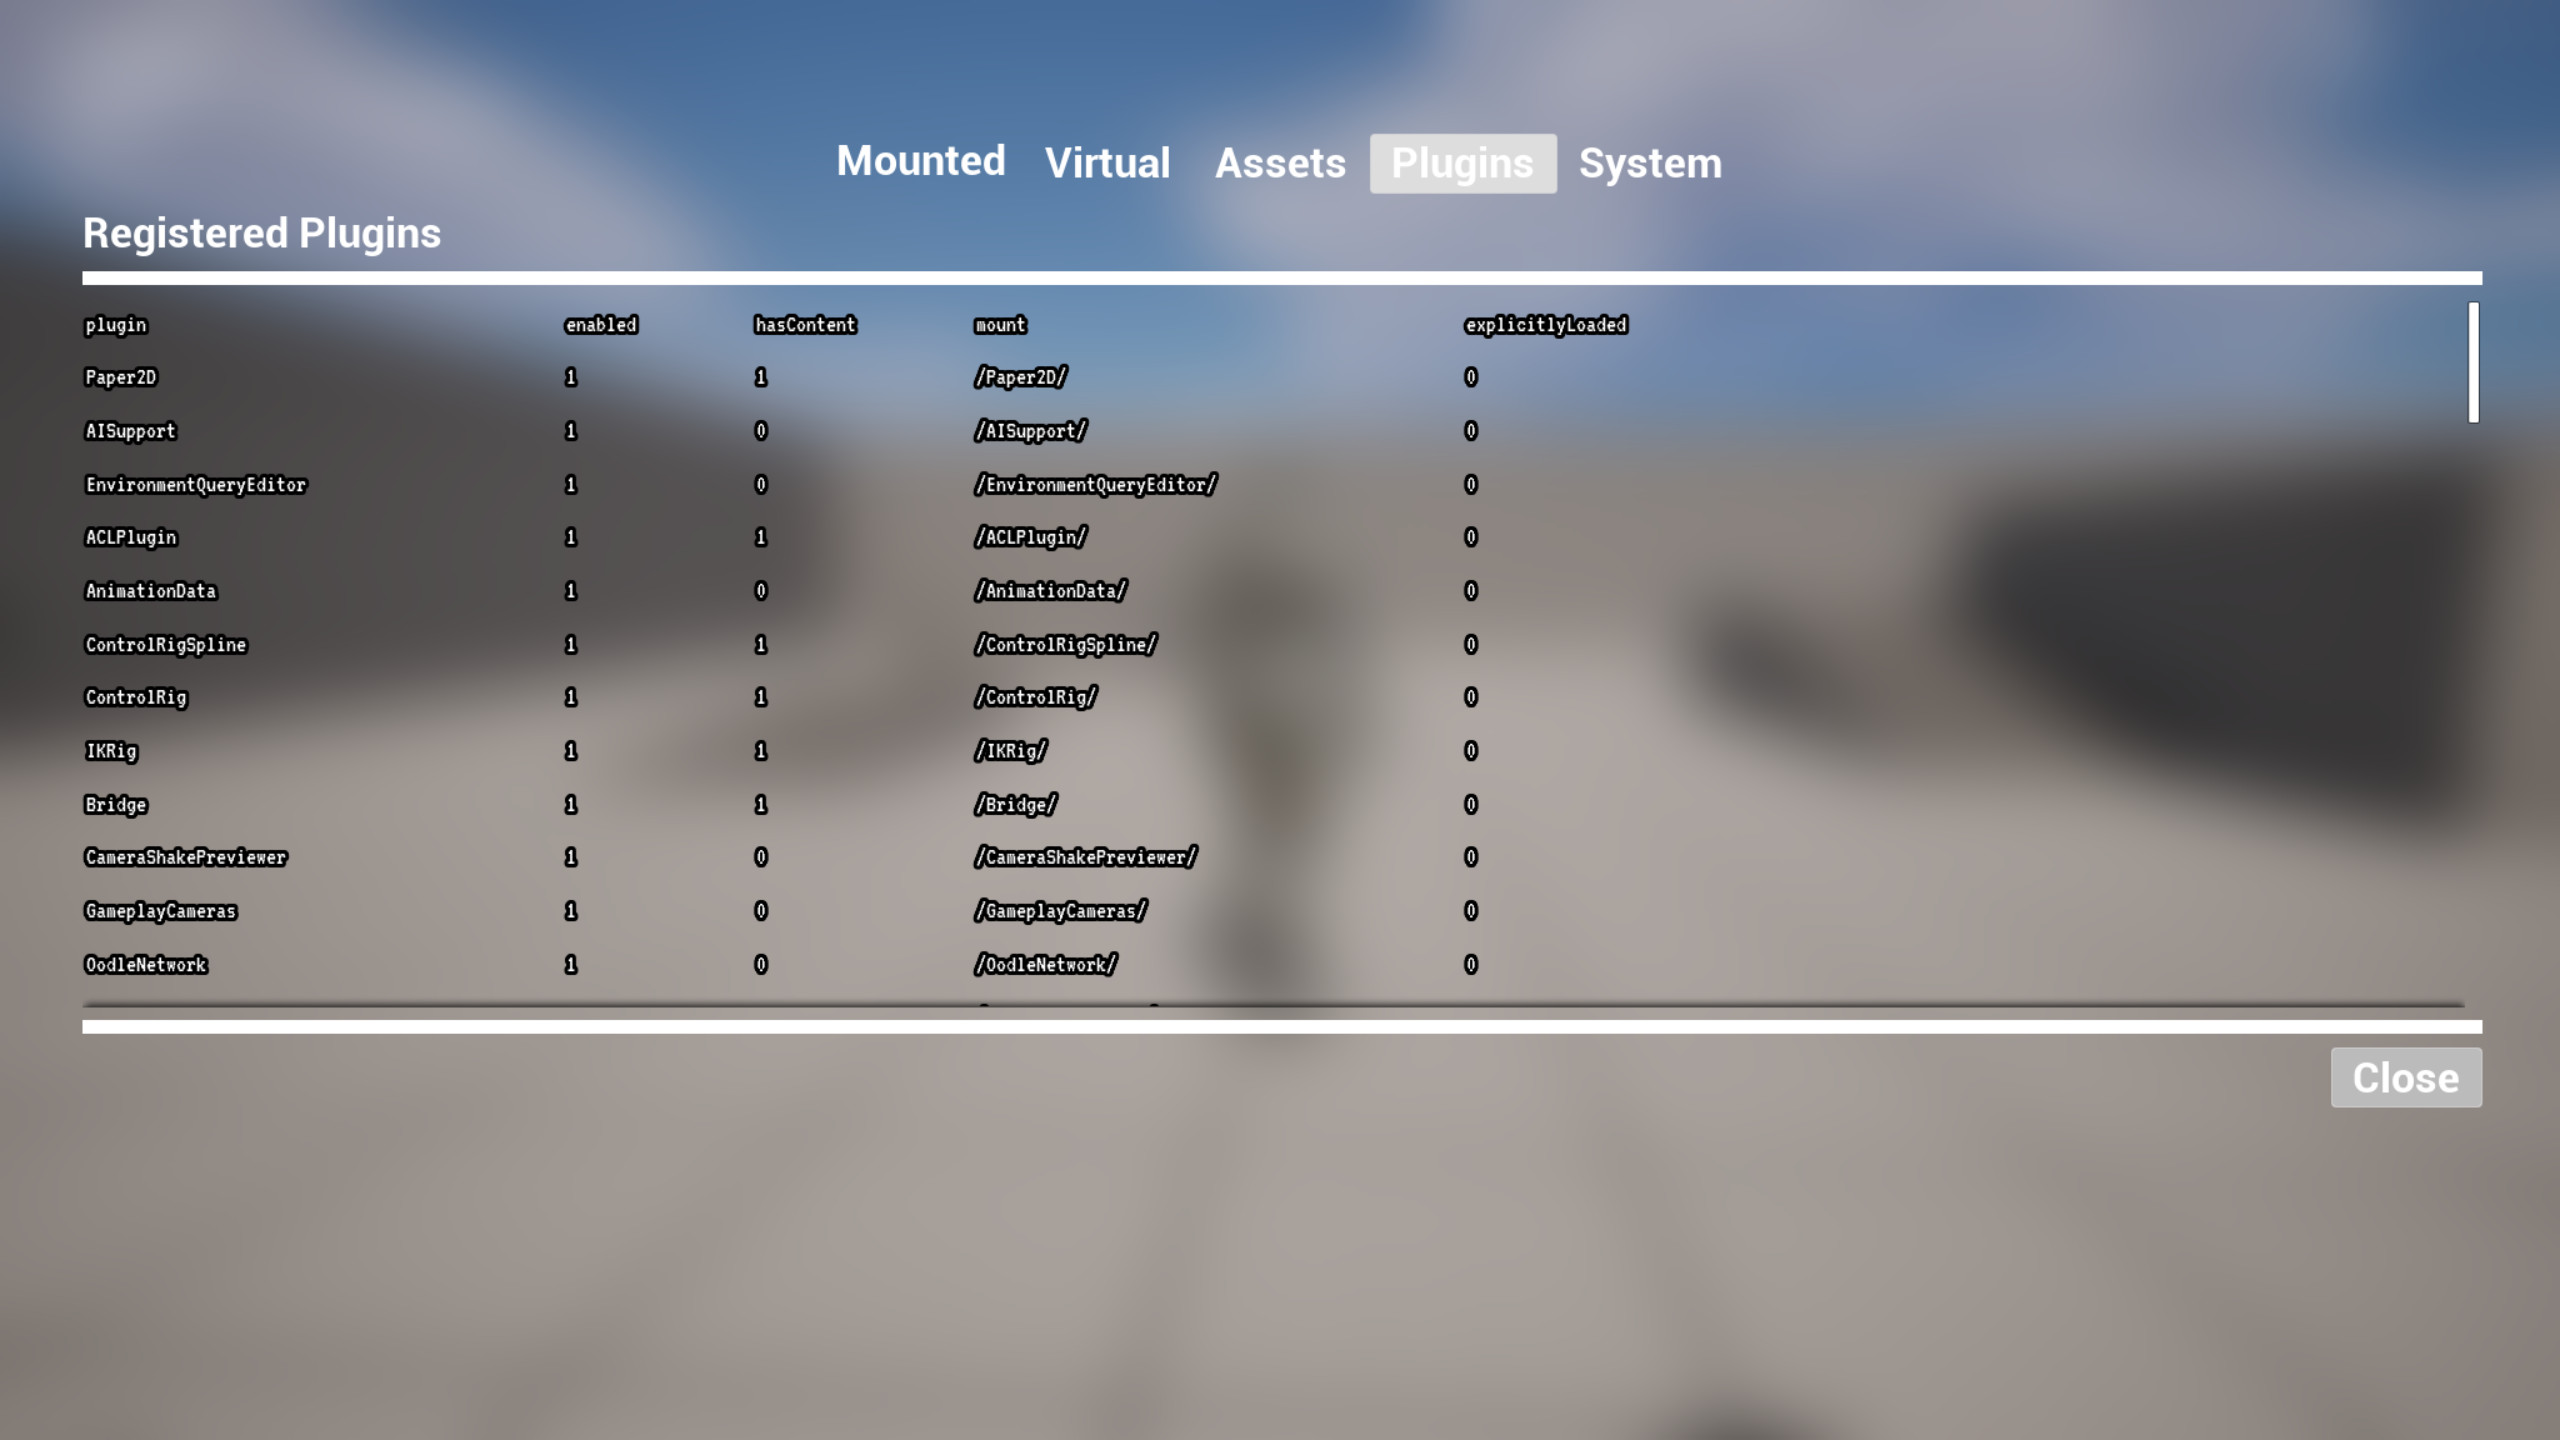 Mounted Virtual Assets Plugins System
Registered Plugins
plugin enabled hasContent mount explicitlyLoaded
Paper2D 1 1 /Paper2D/ 0
AISupport 1 0 /AISupport/ 0
EnvironmentQueryEditor 1 0 /EnvironmentQueryEditor/ 0
ACLPlugin 1 1 /ACLPlugin/ 0
AnimationData 1 0 /AnimationData/ 0
ControlRigSpline 1 1 /ControlRigSpline/ 0
ControlRig 1 1 /ControlRig/ 0
IKRig 1 1 /IKRig/ 0
Bridge 1 1 /Bridge/ 0
CameraShakePreviewer 1 0 /CameraShakePreviewer/ 0
GameplayCameras 1 0 /GameplayCameras/ 0
OodleNetwork 1 0 /OodleNetwork/ 0
Close